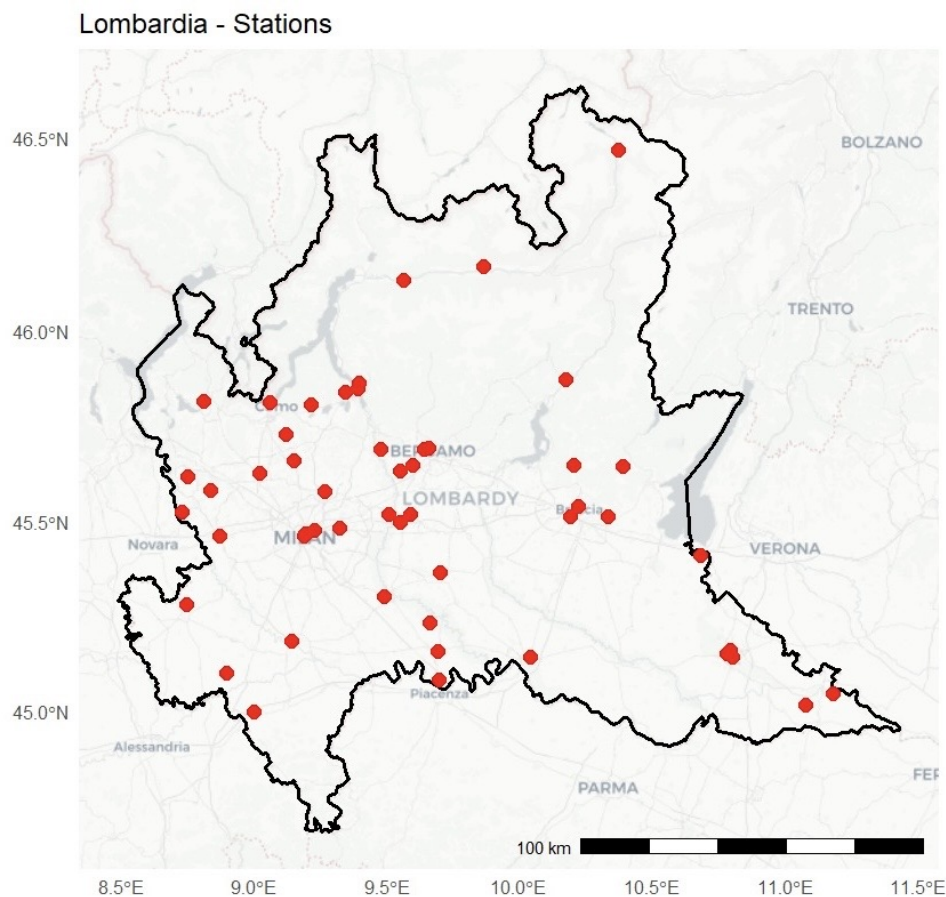 Lombardia - Stations
46.5°N
BOLZANO
TRENTO
46.0°N
Como
BERGAMO
LOMBARDY
Brescia
45.5°N
Novara
MILAN
VERONA
Piacenza
45.0°N
Alessandria
PARMA
FER
100 km
8.5°E 9.0°E 9.5°E 10.0°E 10.5°E 11.0°E 11.5°E